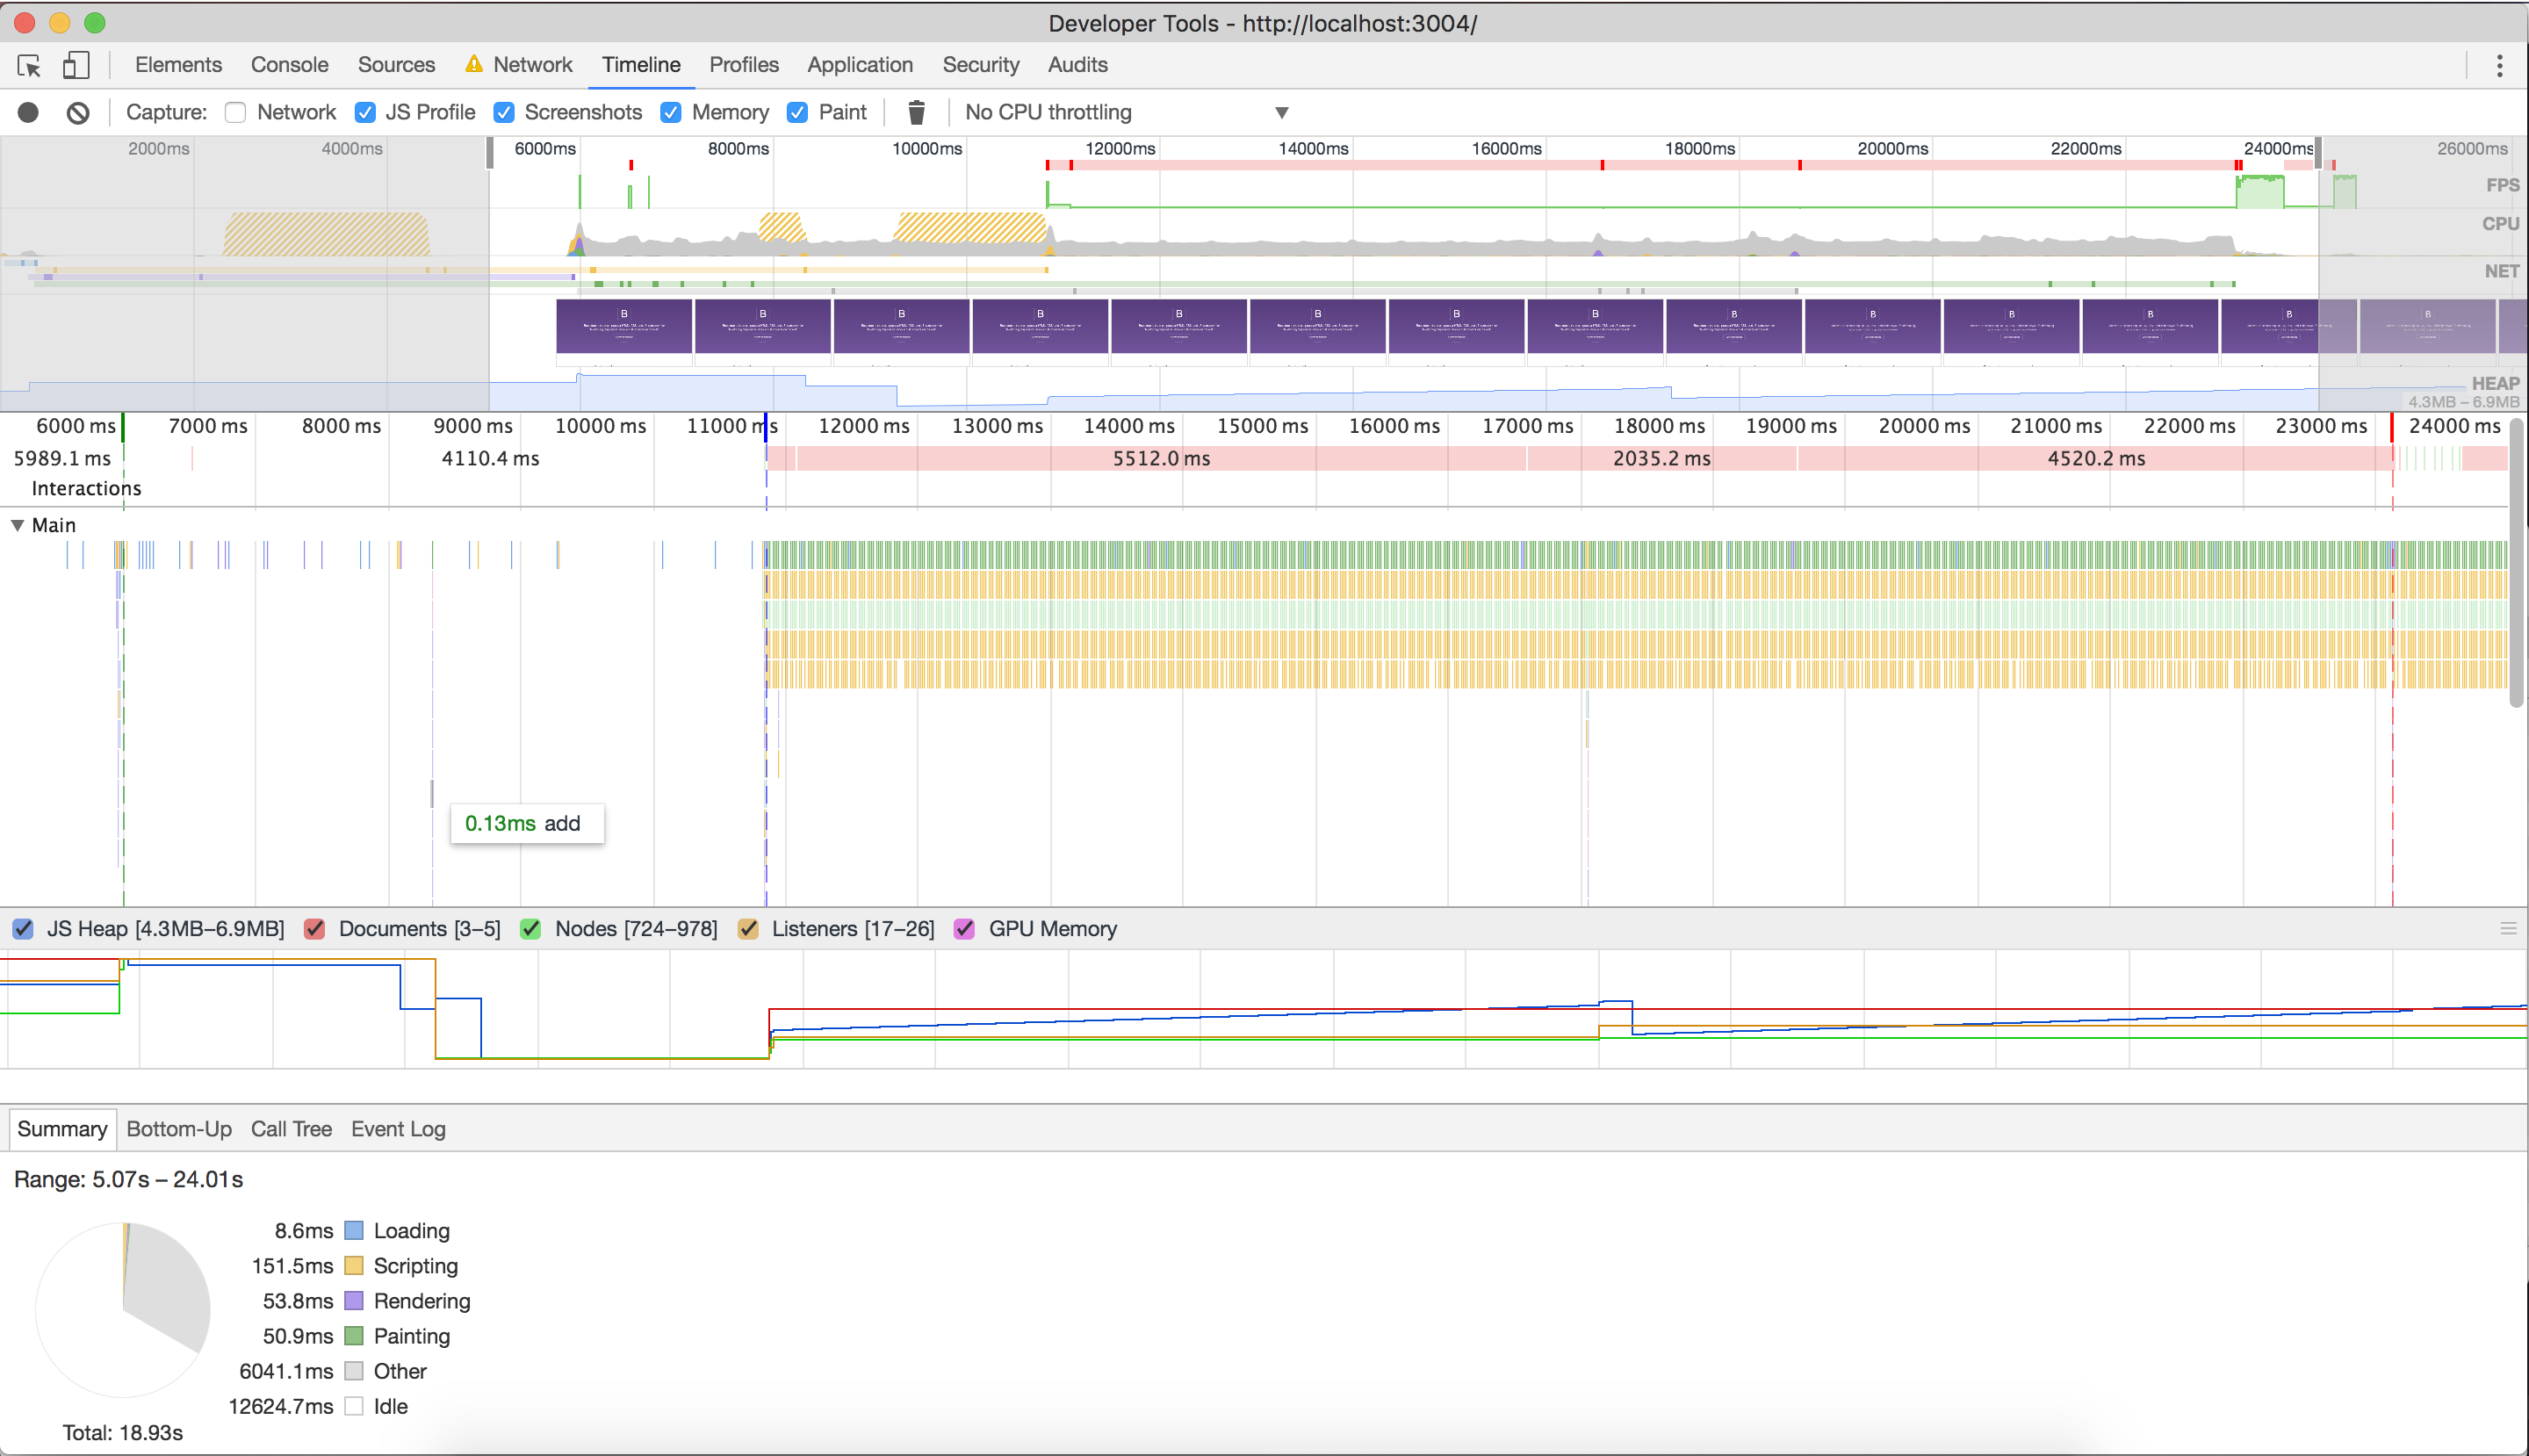 Developer Tools - http://localhost:3004/
Elements Console Sources Network Timeline Profiles Application Security Audits
Capture: Network JS Profile Screenshots Memory Paint No CPU throttling
2000ms 4000ms 6000ms 8000ms 10000ms 12000ms 14000ms 16000ms 18000ms 20000ms 22000ms 24000ms 26000ms
FPS
CPU
NET
B B B B B B B B B B B B B B
HEAP
4.3MB – 6.9MB
6000 ms 7000 ms 8000 ms 9000 ms 10000 ms 11000 ms 12000 ms 13000 ms 14000 ms 15000 ms 16000 ms 17000 ms 18000 ms 19000 ms 20000 ms 21000 ms 22000 ms 23000 ms 24000 ms
5989.1 ms 4110.4 ms 5512.0 ms 2035.2 ms 4520.2 ms
Interactions
Main
0.13ms add
JS Heap [4.3MB–6.9MB] Documents [3–5] Nodes [724–978] Listeners [17–26] GPU Memory
Summary Bottom-Up Call Tree Event Log
Range: 5.07s – 24.01s
8.6ms Loading
151.5ms Scripting
53.8ms Rendering
50.9ms Painting
6041.1ms Other
12624.7ms Idle
Total: 18.93s